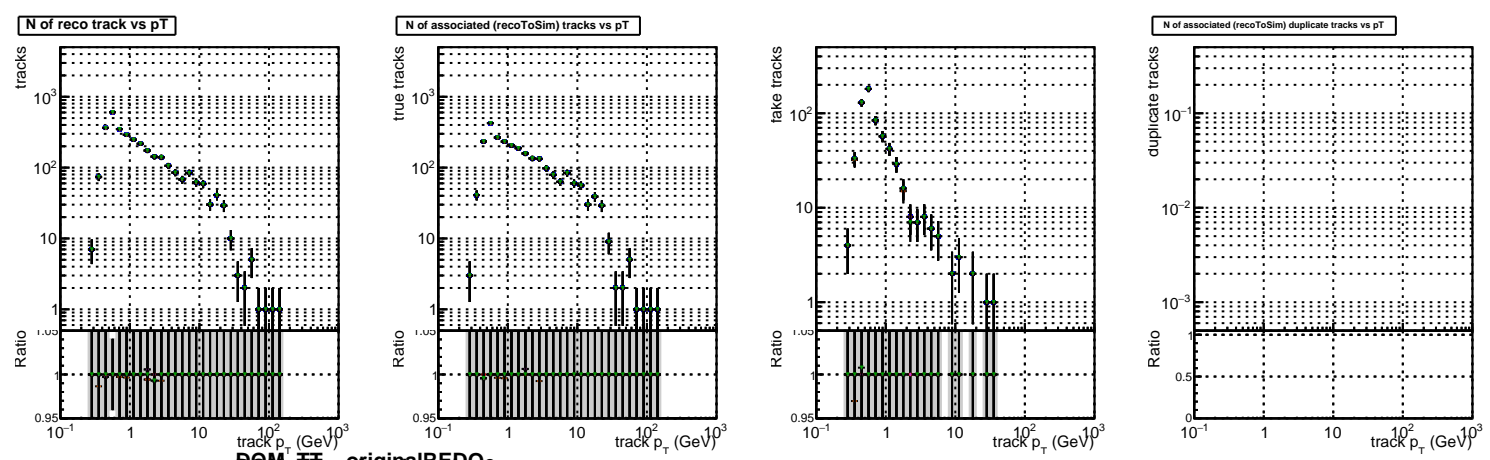 N of reco track vs pT
N of associated (recoToSim) tracks vs pT
N of associated (recoToSim) duplicate tracks vs pT
tracks
10³
10²
10
1
Ratio
1.05
1
0.95
10⁻¹ 1 10 10² 10³
track p_T (GeV)
true tracks
10³
10²
10
1
Ratio
1.05
1
0.95
10⁻¹ 1 10 10² 10³
track p_T (GeV)
fake tracks
10²
10
1
Ratio
1.05
1
0.95
10⁻¹ 1 10 10² 10³
track p_T (GeV)
duplicate tracks
10⁻¹
10⁻²
10⁻³
Ratio
1
0.5
0
10⁻¹ 1 10 10² 10³
track p_T (GeV)